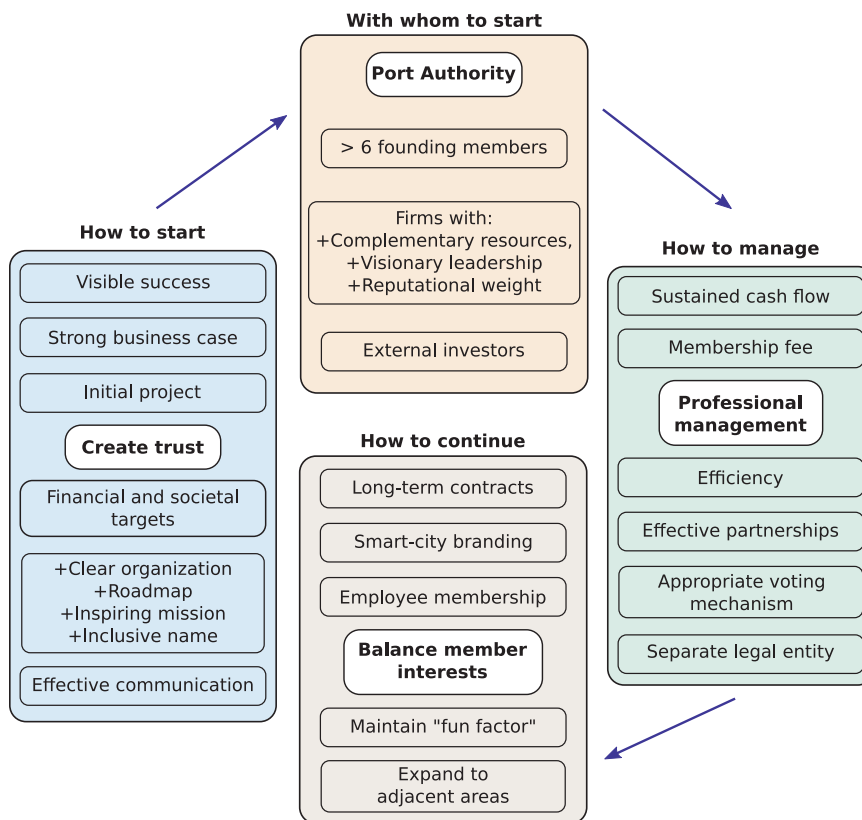 With whom to start
Port Authority
> 6 founding members
Firms with:
+Complementary resources,
+Visionary leadership
+Reputational weight
External investors
How to start
Visible success
Strong business case
Initial project
Create trust
Financial and societal
targets
+Clear organization
+Roadmap
+Inspiring mission
+Inclusive name
Effective communication
How to manage
Sustained cash flow
Membership fee
Professional
management
Efficiency
Effective partnerships
Appropriate voting
mechanism
Separate legal entity
How to continue
Long-term contracts
Smart-city branding
Employee membership
Balance member
interests
Maintain "fun factor"
Expand to
adjacent areas